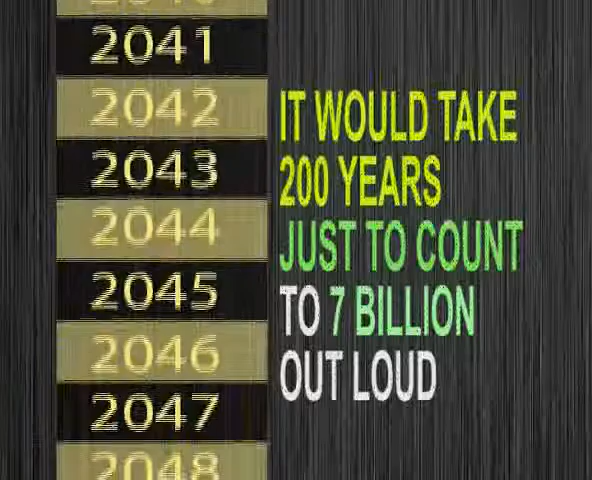 2041
2042
2043
2044
2045
2046
2047
2048
IT WOULD TAKE
200 YEARS
JUST TO COUNT
TO 7 BILLION
OUT LOUD